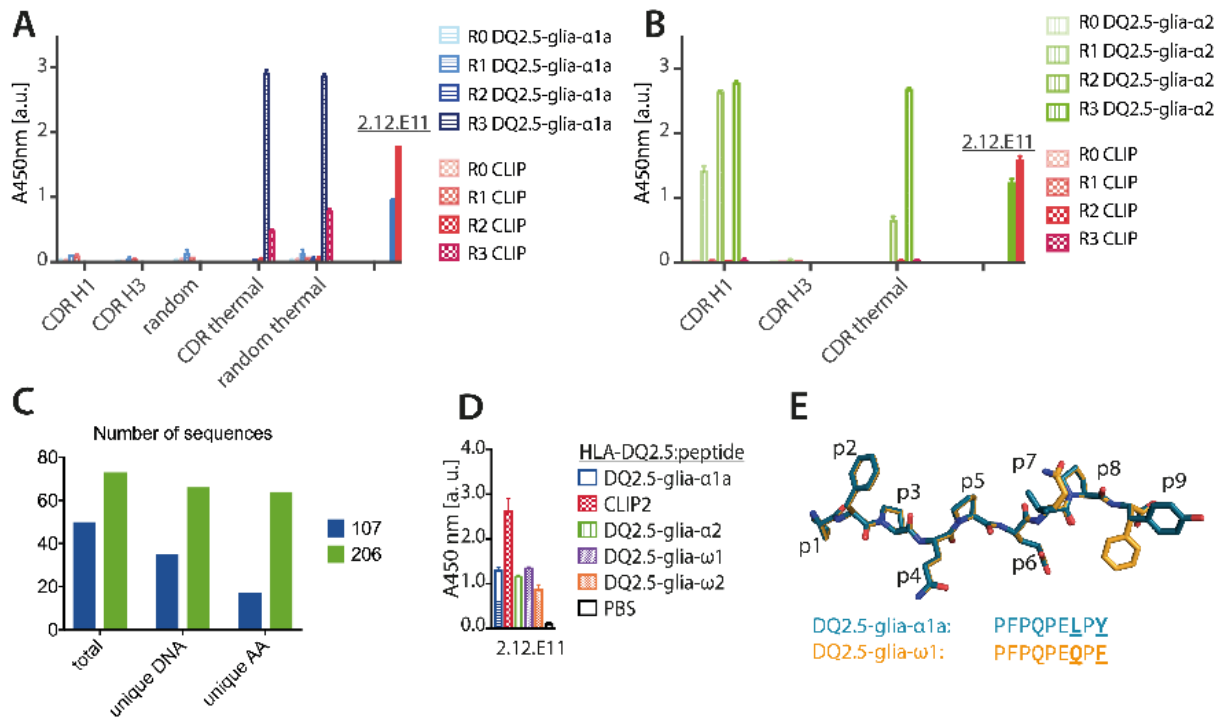 A
A450nm [a.u.]
3
2
1
0
CDR H1
CDR H3
random
CDR thermal
random thermal
2.12.E11
R0 DQ2.5-glia-α1a
R1 DQ2.5-glia-α1a
R2 DQ2.5-glia-α1a
R3 DQ2.5-glia-α1a
R0 CLIP
R1 CLIP
R2 CLIP
R3 CLIP
B
A450nm [a.u.]
3
2
1
0
CDR H1
CDR H3
CDR thermal
2.12.E11
R0 DQ2.5-glia-α2
R1 DQ2.5-glia-α2
R2 DQ2.5-glia-α2
R3 DQ2.5-glia-α2
R0 CLIP
R1 CLIP
R2 CLIP
R3 CLIP
C
Number of sequences
80
60
40
20
0
total
unique DNA
unique AA
107
206
D
A450 nm [a. u.]
4.0
3.0
2.0
1.0
0.0
2.12.E11
HLA-DQ2.5:peptide
DQ2.5-glia-α1a
CLIP2
DQ2.5-glia-α2
DQ2.5-glia-ω1
DQ2.5-glia-ω2
PBS
E
p1
p2
p3
p4
p5
p6
p7
p8
p9
DQ2.5-glia-α1a: PFPQPELPY
DQ2.5-glia-ω1: PFPQPEQPF